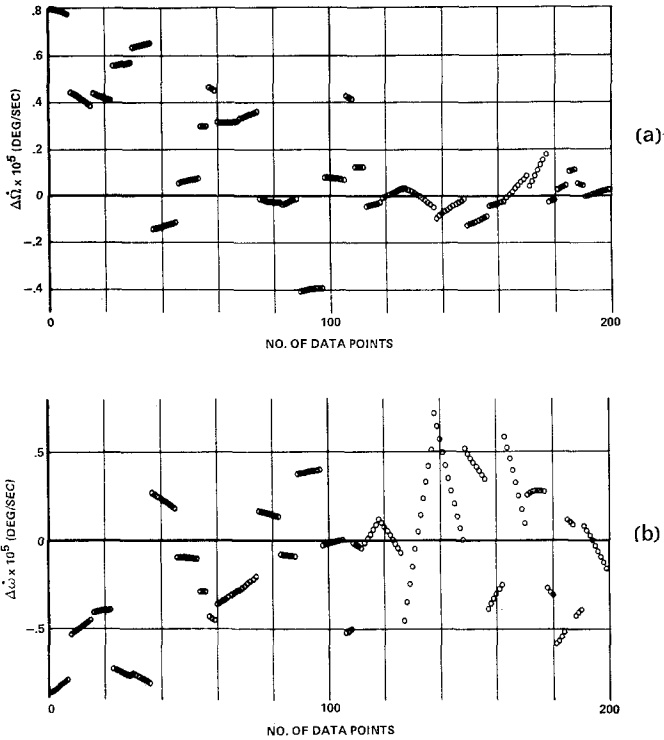 .8
.6
.4
.2
0
-.2
-.4
ΔΩ̇ x 10⁵ (DEG/SEC)
0
100
200
NO. OF DATA POINTS
(a)
.5
0
-.5
Δω̇ x 10⁵ (DEG/SEC)
0
100
200
NO. OF DATA POINTS
(b)